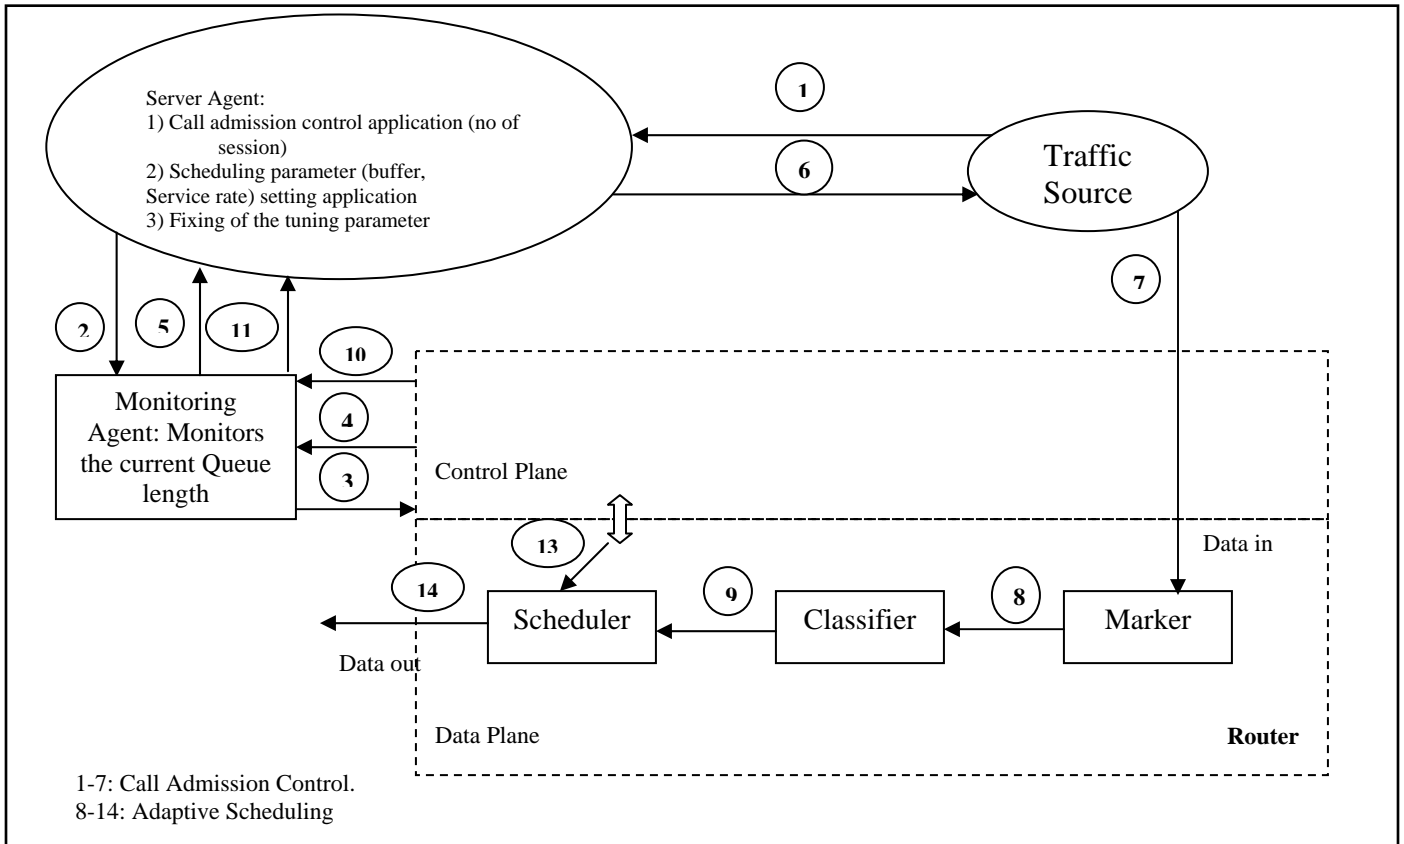 Server Agent:
1) Call admission control application (no of
session)
2) Scheduling parameter (buffer,
Service rate) setting application
3) Fixing of the tuning parameter
1
6
Traffic
Source
7
2
5
11
10
4
3
Monitoring
Agent: Monitors
the current Queue
length
Control Plane
13
Data in
14
Scheduler
9
Classifier
8
Marker
Data out
Data Plane
Router
1-7: Call Admission Control.
8-14: Adaptive Scheduling